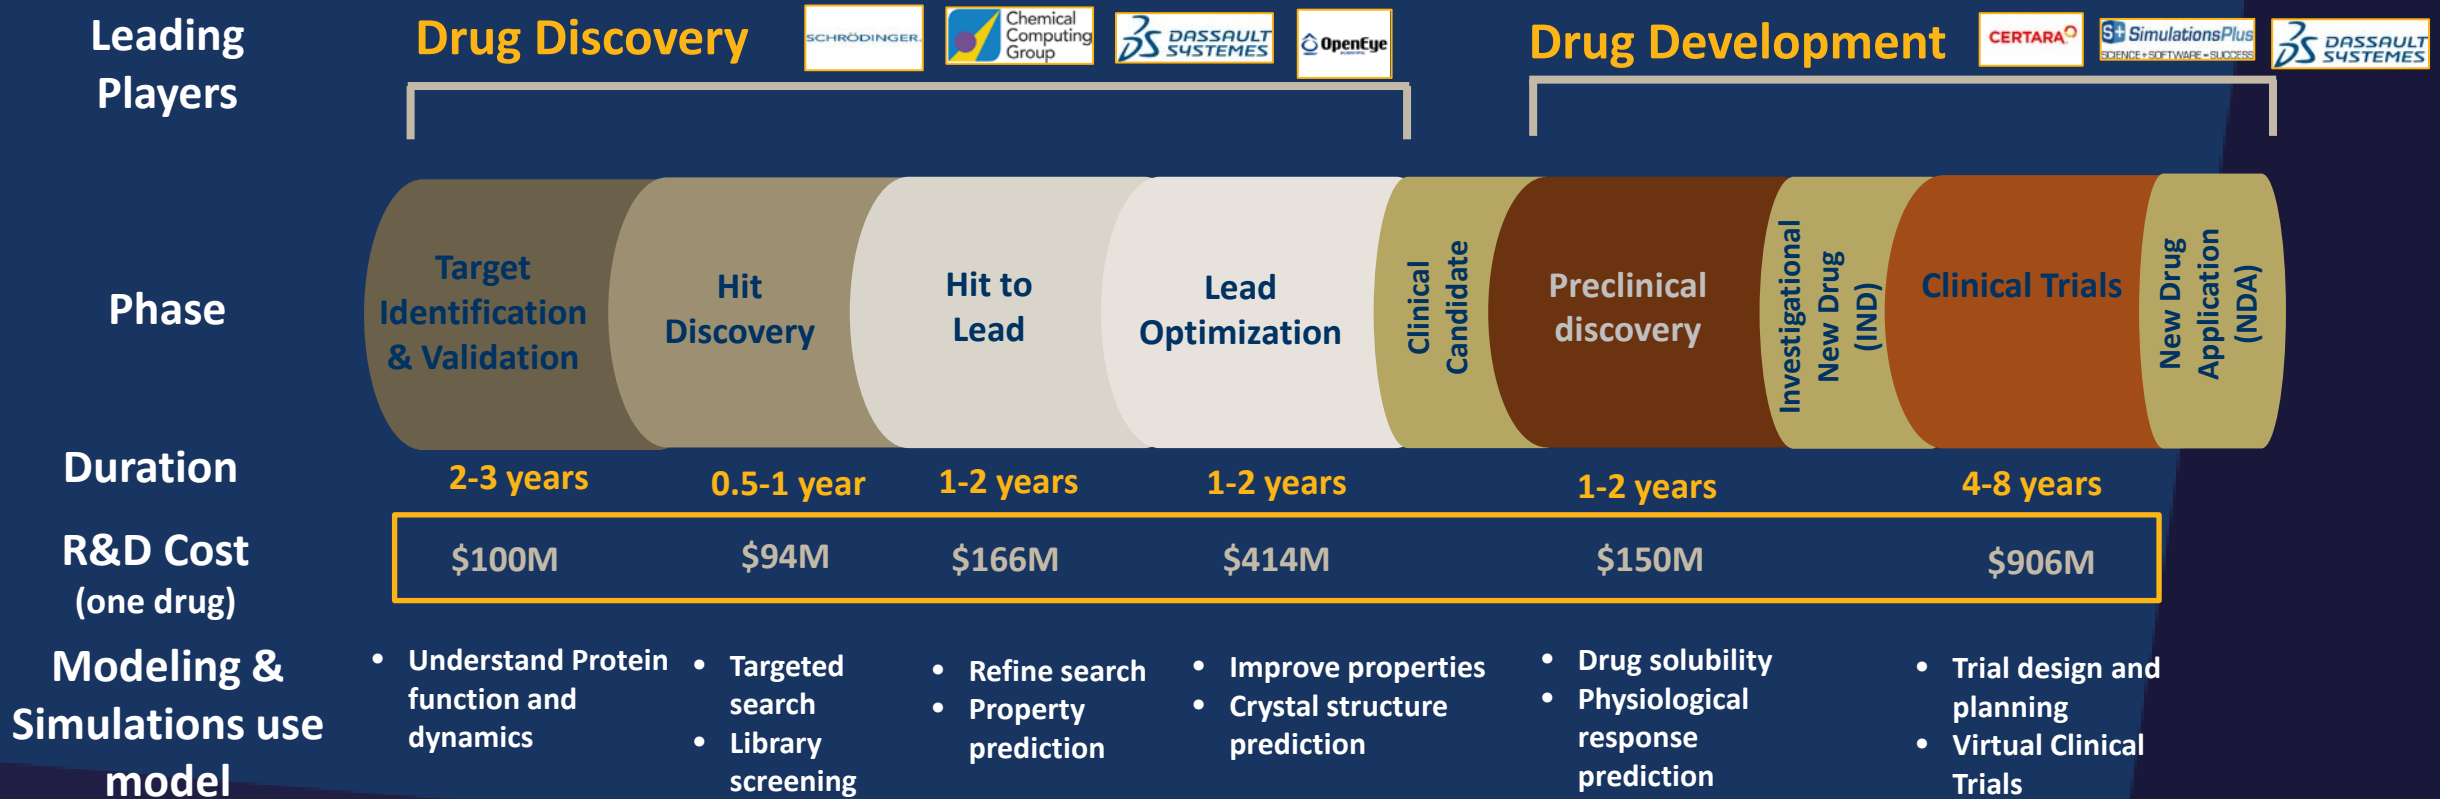 Leading
Players
Drug Discovery
SCHRÖDINGER.
Chemical
Computing
Group
DASSAULT
SYSTEMES
OpenEye
SCIENTIFIC
Drug Development
CERTARA
S+ SimulationsPlus
SCIENCE + SOFTWARE = SUCCESS
DASSAULT
SYSTEMES
Phase
Target
Identification
& Validation
Hit
Discovery
Hit to
Lead
Lead
Optimization
Clinical
Candidate
Preclinical
discovery
Investigational
New Drug
(IND)
Clinical Trials
New Drug
Application
(NDA)
Duration
2-3 years
0.5-1 year
1-2 years
1-2 years
1-2 years
4-8 years
R&D Cost
(one drug)
$100M
$94M
$166M
$414M
$150M
$906M
Modeling &
Simulations use
model
• Understand Protein
function and
dynamics
• Targeted
search
• Library
screening
• Refine search
• Property
prediction
• Improve properties
• Crystal structure
prediction
• Drug solubility
• Physiological
response
prediction
• Trial design and
planning
• Virtual Clinical
Trials